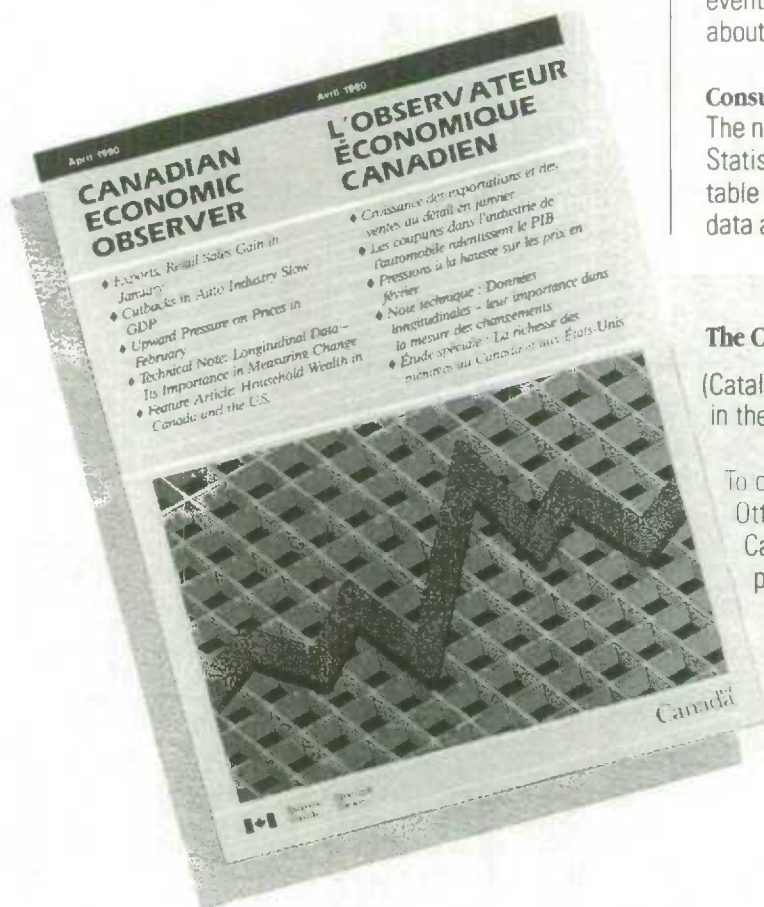 April 1990
Avril 1990
CANADIAN
ECONOMIC
OBSERVER
♦ Exports, Retail Sales Gain in
January
♦ Cutbacks in Auto Industry Slow
GDP
♦ Upward Pressure on Prices in
February
♦ Technical Note: Longitudinal Data –
Its Importance in Measuring Change
♦ Feature Article: Household Wealth in
Canada and the U.S.
L'OBSERVATEUR
ÉCONOMIQUE
CANADIEN
♦ Croissance des exportations et des
ventes au détail en janvier
♦ Les coupures dans l'industrie de
l'automobile ralentissent le PIB
♦ Pressions à la hausse sur les prix en
février
♦ Note technique : Données
longitudinales – leur importance dans
la mesure des changements
♦ Étude spéciale : La richesse des
ménages au Canada et aux États-Unis
Canada
about
Consu
The n
Statis
table
data a
The C
(Catal
in the
To o
Ott
Ca
p